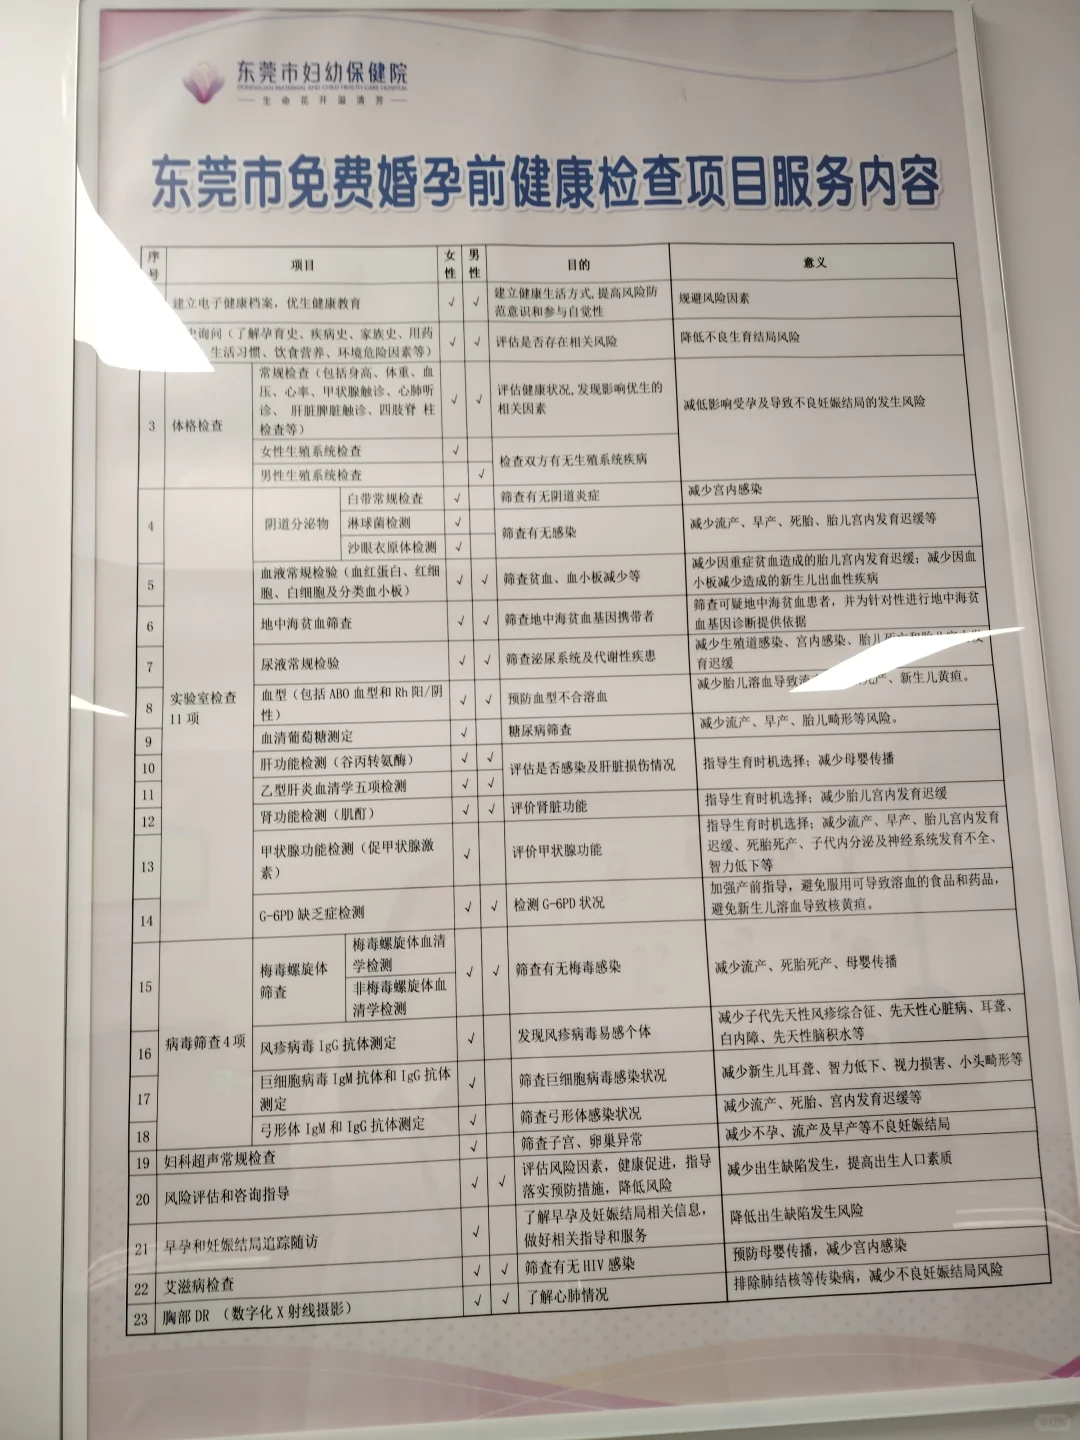 东莞市妇幼保健院
DONGGUAN MATERNAL AND CHILD HEALTH CARE HOSPITAL
生命花开溢清芳
东莞市免费婚孕前健康检查项目服务内容
序号 项目 女性 男性 目的 意义
建立电子健康档案，优生健康教育 √ √ 建立健康生活方式,提高风险防范意识和参与自觉性 规避风险因素
史询问（了解孕育史、疾病史、家族史、用药 生活习惯、饮食营养、环境危险因素等） √ √ 评估是否存在相关风险 降低不良生育结局风险
3 体格检查 常规检查（包括身高、体重、血压、心率、甲状腺触诊、心肺听诊、 肝脏脾脏触诊、四肢脊 柱检查等） √ √ 评估健康状况,发现影响优生的相关因素 减低影响受孕及导致不良妊娠结局的发生风险
女性生殖系统检查 √ 检查双方有无生殖系统疾病
男性生殖系统检查 √
实验室检查11项
4 阴道分泌物 白带常规检查 √ 筛查有无阴道炎症 减少宫内感染
淋球菌检测 √ 筛查有无感染 减少流产、早产、死胎、胎儿宫内发育迟缓等
沙眼衣原体检测 √
5 血液常规检验（血红蛋白、红细胞、白细胞及分类血小板） √ √ 筛查贫血、血小板减少等 减少因重症贫血造成的胎儿宫内发育迟缓；减少因血小板减少造成的新生儿出血性疾病
6 地中海贫血筛查 √ √ 筛查地中海贫血基因携带者 筛查可疑地中海贫血患者，并为针对性进行地中海贫血基因诊断提供依据
7 尿液常规检验 √ √ 筛查泌尿系统及代谢性疾患 减少生殖道感染、宫内感染、胎儿 育迟缓
8 血型（包括ABO血型和Rh阳/阴性） √ √ 预防血型不合溶血 减少胎儿溶血导致流 产、新生儿黄疸。
9 血清葡萄糖测定 √ 糖尿病筛查 减少流产、早产、胎儿畸形等风险。
10 肝功能检测（谷丙转氨酶） √ √ 评估是否感染及肝脏损伤情况 指导生育时机选择；减少母婴传播
11 乙型肝炎血清学五项检测 √ √
12 肾功能检测（肌酐） √ √ 评价肾脏功能 指导生育时机选择；减少胎儿宫内发育迟缓
13 甲状腺功能检测（促甲状腺激素） √ 评价甲状腺功能 指导生育时机选择；减少流产、早产、胎儿宫内发育迟缓、死胎死产、子代内分泌及神经系统发育不全、智力低下等
14 G-6PD缺乏症检测 √ √ 检测G-6PD状况 加强产前指导，避免服用可导致溶血的食品和药品，避免新生儿溶血导致核黄疸。
病毒筛查4项
15 梅毒螺旋体筛查 梅毒螺旋体血清学检测 √ √ 筛查有无梅毒感染 减少流产、死胎死产、母婴传播
非梅毒螺旋体血清学检测
16 风疹病毒IgG抗体测定 √ 发现风疹病毒易感个体 减少子代先天性风疹综合征、先天性心脏病、耳聋、白内障、先天性脑积水等
17 巨细胞病毒IgM抗体和IgG抗体测定 √ 筛查巨细胞病毒感染状况 减少新生儿耳聋、智力低下、视力损害、小头畸形等
18 弓形体IgM和IgG抗体测定 √ 筛查弓形体感染状况 减少流产、死胎、宫内发育迟缓等
19 妇科超声常规检查 √ 筛查子宫、卵巢异常 减少不孕、流产及早产等不良妊娠结局
20 风险评估和咨询指导 √ √ 评估风险因素，健康促进，指导落实预防措施，降低风险 减少出生缺陷发生，提高出生人口素质
21 早孕和妊娠结局追踪随访 √ 了解早孕及妊娠结局相关信息，做好相关指导和服务 降低出生缺陷发生风险
22 艾滋病检查 √ √ 筛查有无HIV感染 预防母婴传播，减少宫内感染
23 胸部DR（数字化X射线摄影） √ √ 了解心肺情况 排除肺结核等传染病，减少不良妊娠结局风险